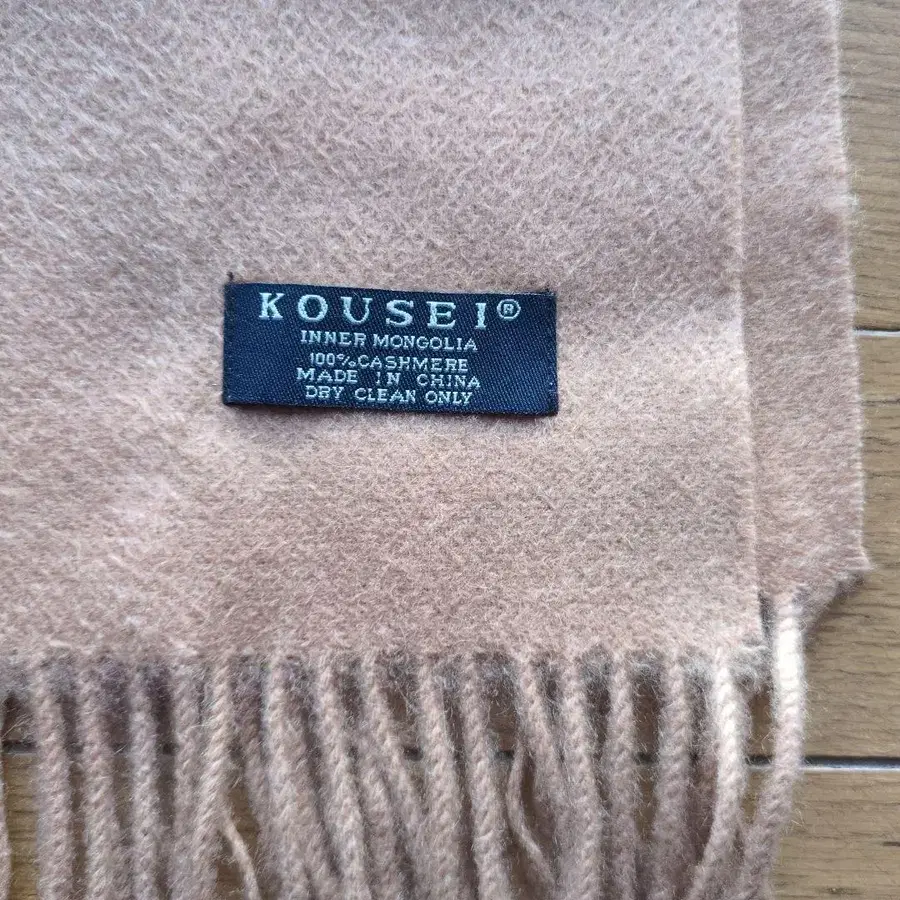 KOUSEI®
INNER MONGOLIA
100% CASHMERE
MADE IN CHINA
DRY CLEAN ONLY